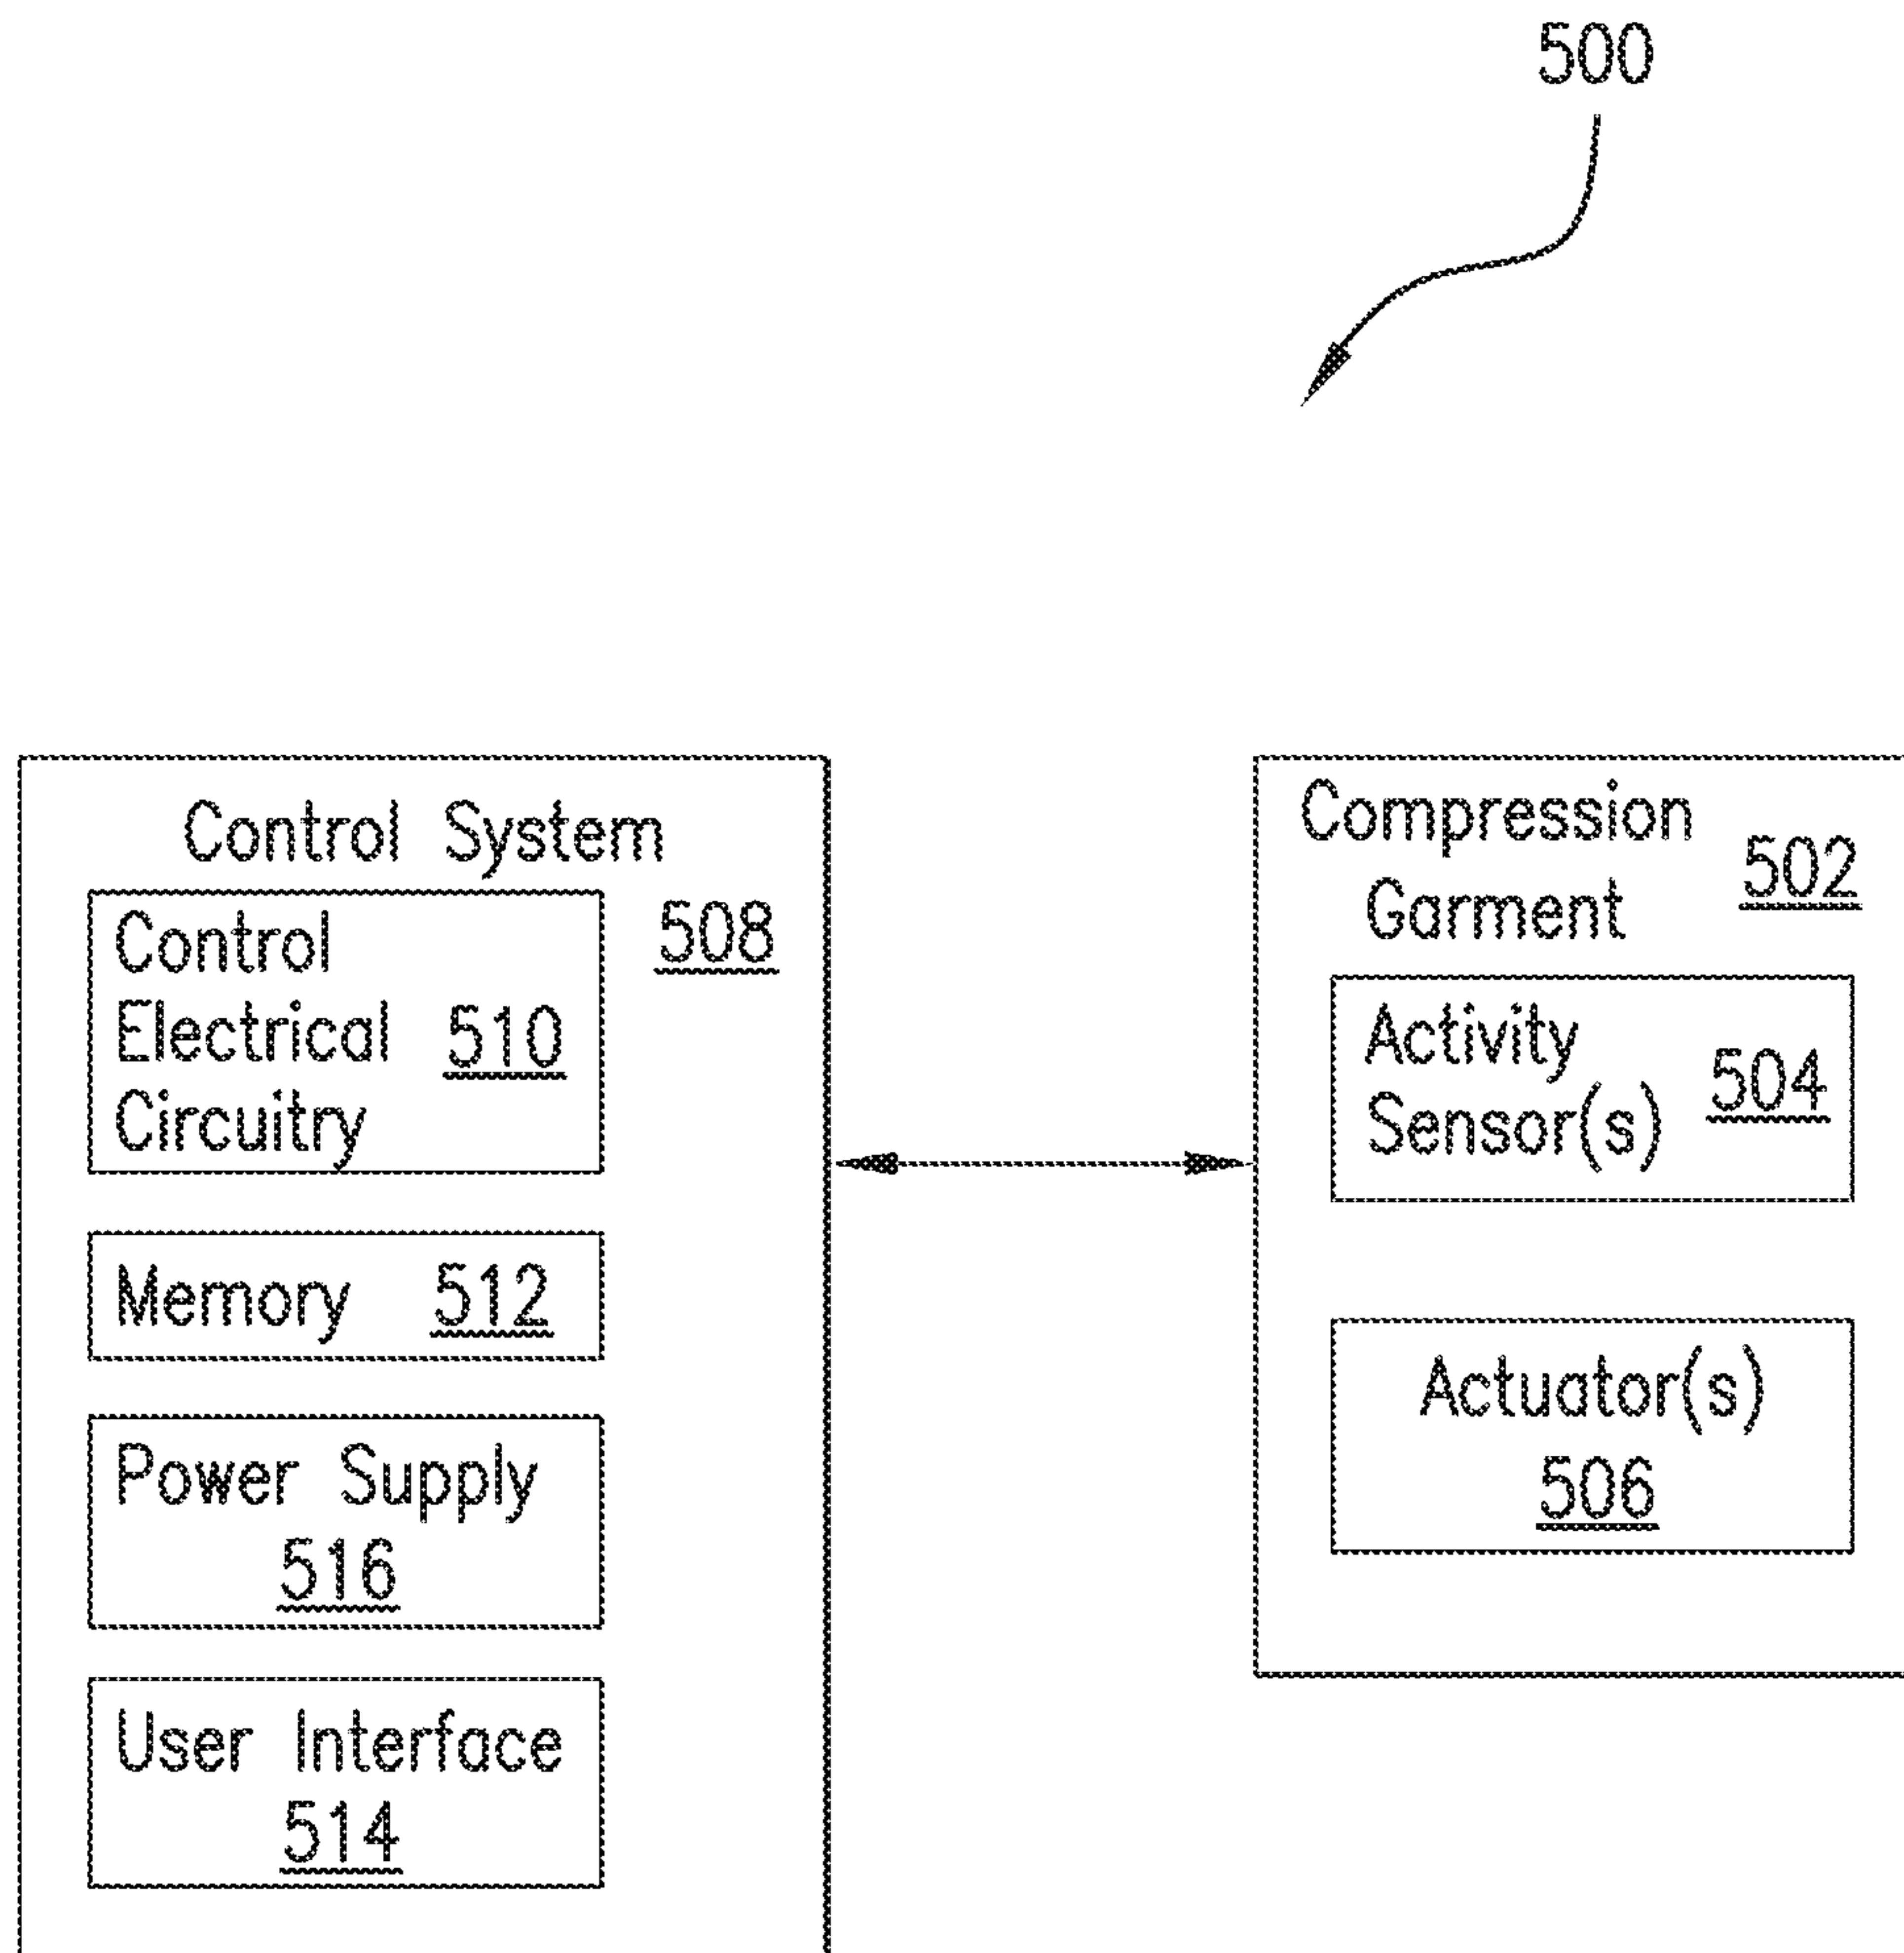 500
Control System
508
Control
Electrical 510
Circuitry
Memory 512
Power Supply
516
User Interface
514
Compression
Garment
502
Activity
Sensor(s)
504
Actuator(s)
506